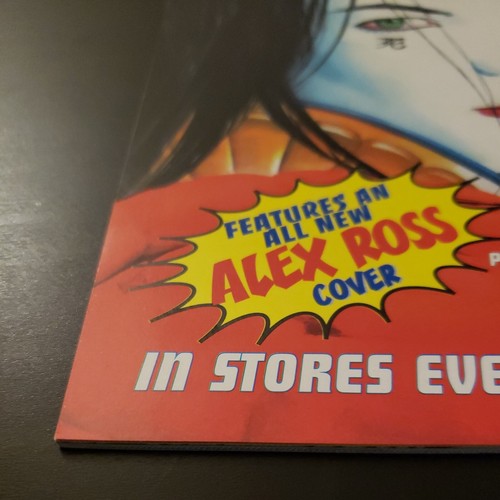 FEATURES AN
ALL NEW
ALEX ROSS
COVER
IN STORES EVE